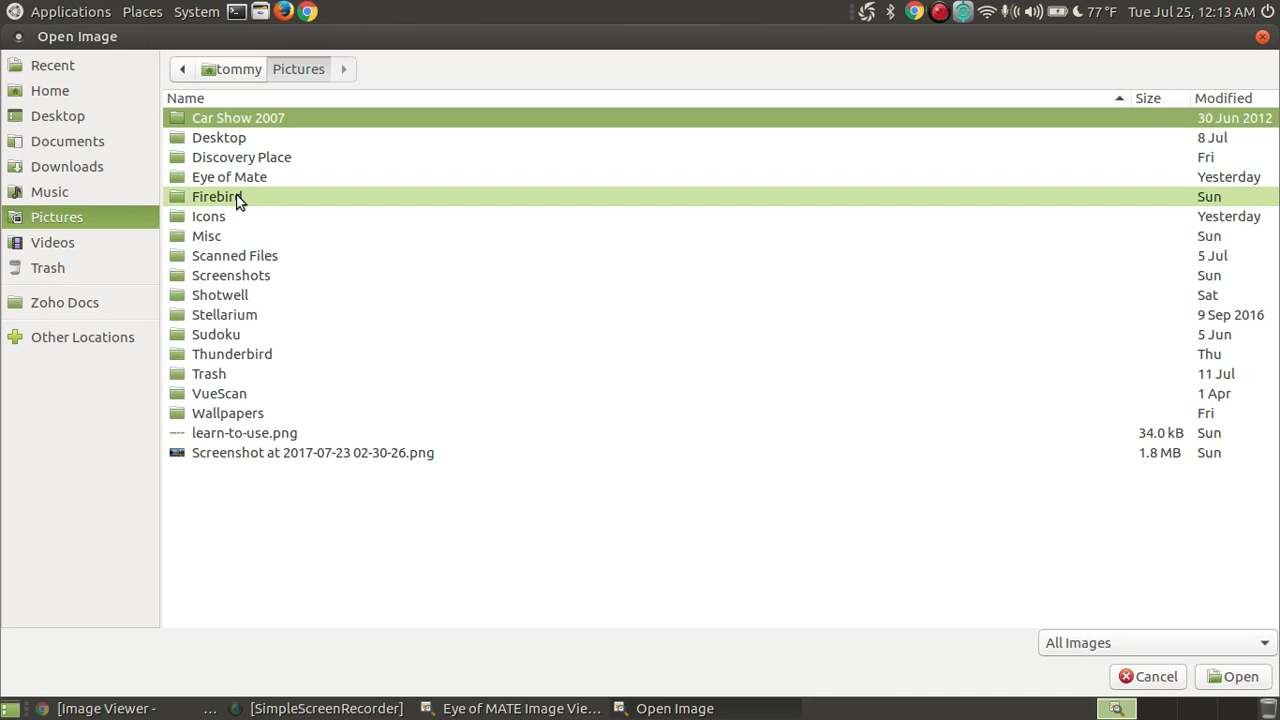 Applications Places System 77 °F Tue Jul 25, 12:13 AM
Open Image
Recent
Home
Desktop
Documents
Downloads
Music
Pictures
Videos
Trash
Zoho Docs
Other Locations
tommy Pictures
Name Size Modified
Car Show 2007 30 Jun 2012
Desktop 8 Jul
Discovery Place Fri
Eye of Mate Yesterday
Firebird Sun
Icons Yesterday
Misc Sun
Scanned Files 5 Jul
Screenshots Sun
Shotwell Sat
Stellarium 9 Sep 2016
Sudoku 5 Jun
Thunderbird Thu
Trash 11 Jul
VueScan 1 Apr
Wallpapers Fri
learn-to-use.png 34.0 kB Sun
Screenshot at 2017-07-23 02-30-26.png 1.8 MB Sun
All Images
Cancel Open
[Image Viewer - ... [SimpleScreenRecorder] Eye of MATE Image Vie... Open Image